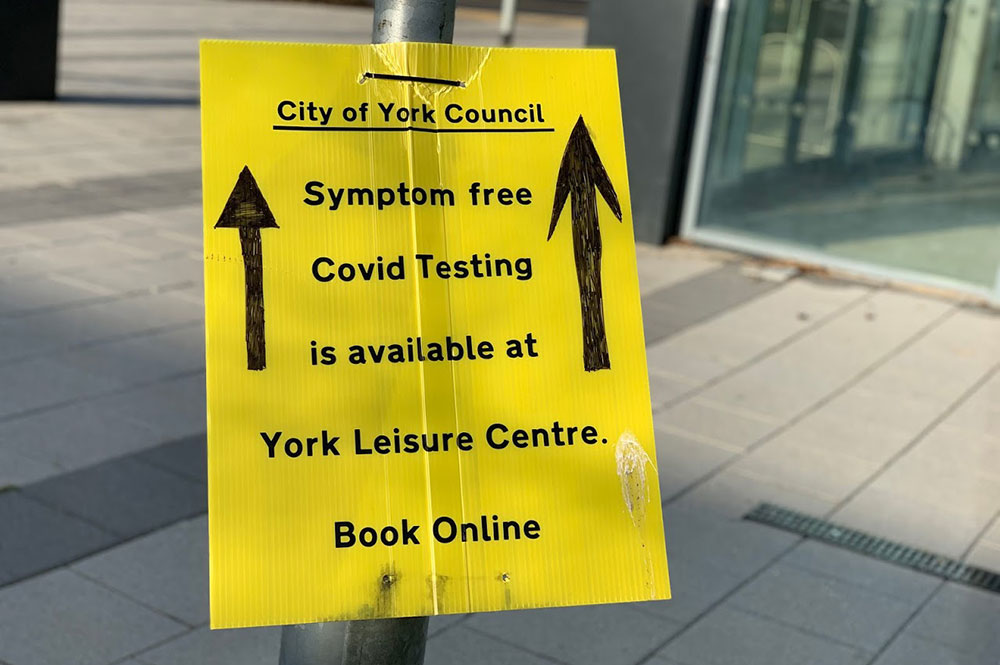 City of York Council
Symptom free
Covid Testing
is available at
York Leisure Centre.
Book Online